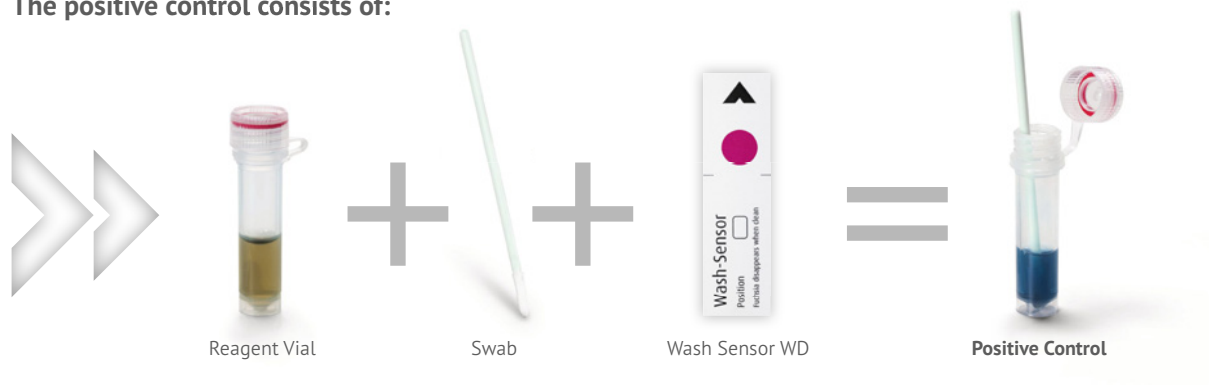 The positive control consists of:
Wash-Sensor
Position
Fuchsia disappears when clean
Reagent Vial
Swab
Wash Sensor WD
Positive Control